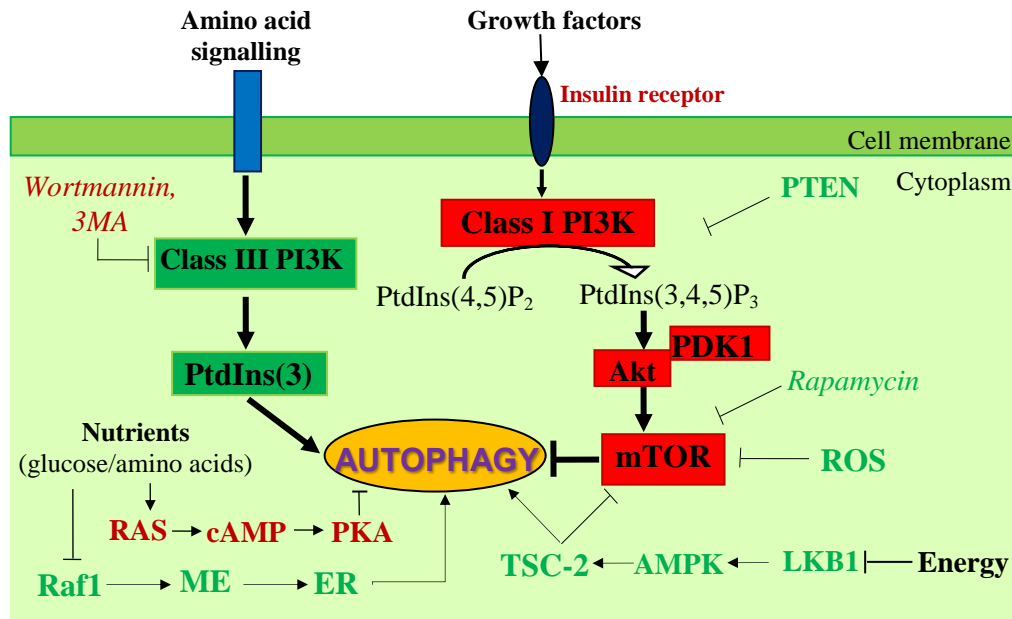 Amino acid
signalling
Growth factors
Insulin receptor
Cell membrane
Cytoplasm
Wortmannin,
3MA
PTEN
Class I PI3K
Class III PI3K
PtdIns(4,5)P₂
PtdIns(3,4,5)P₃
PDK1
Akt
PtdIns(3)
Rapamycin
Nutrients
(glucose/amino acids)
AUTOPHAGY
mTOR
ROS
RAS
cAMP
PKA
TSC-2
AMPK
LKB1
Energy
Raf1
ME
ER